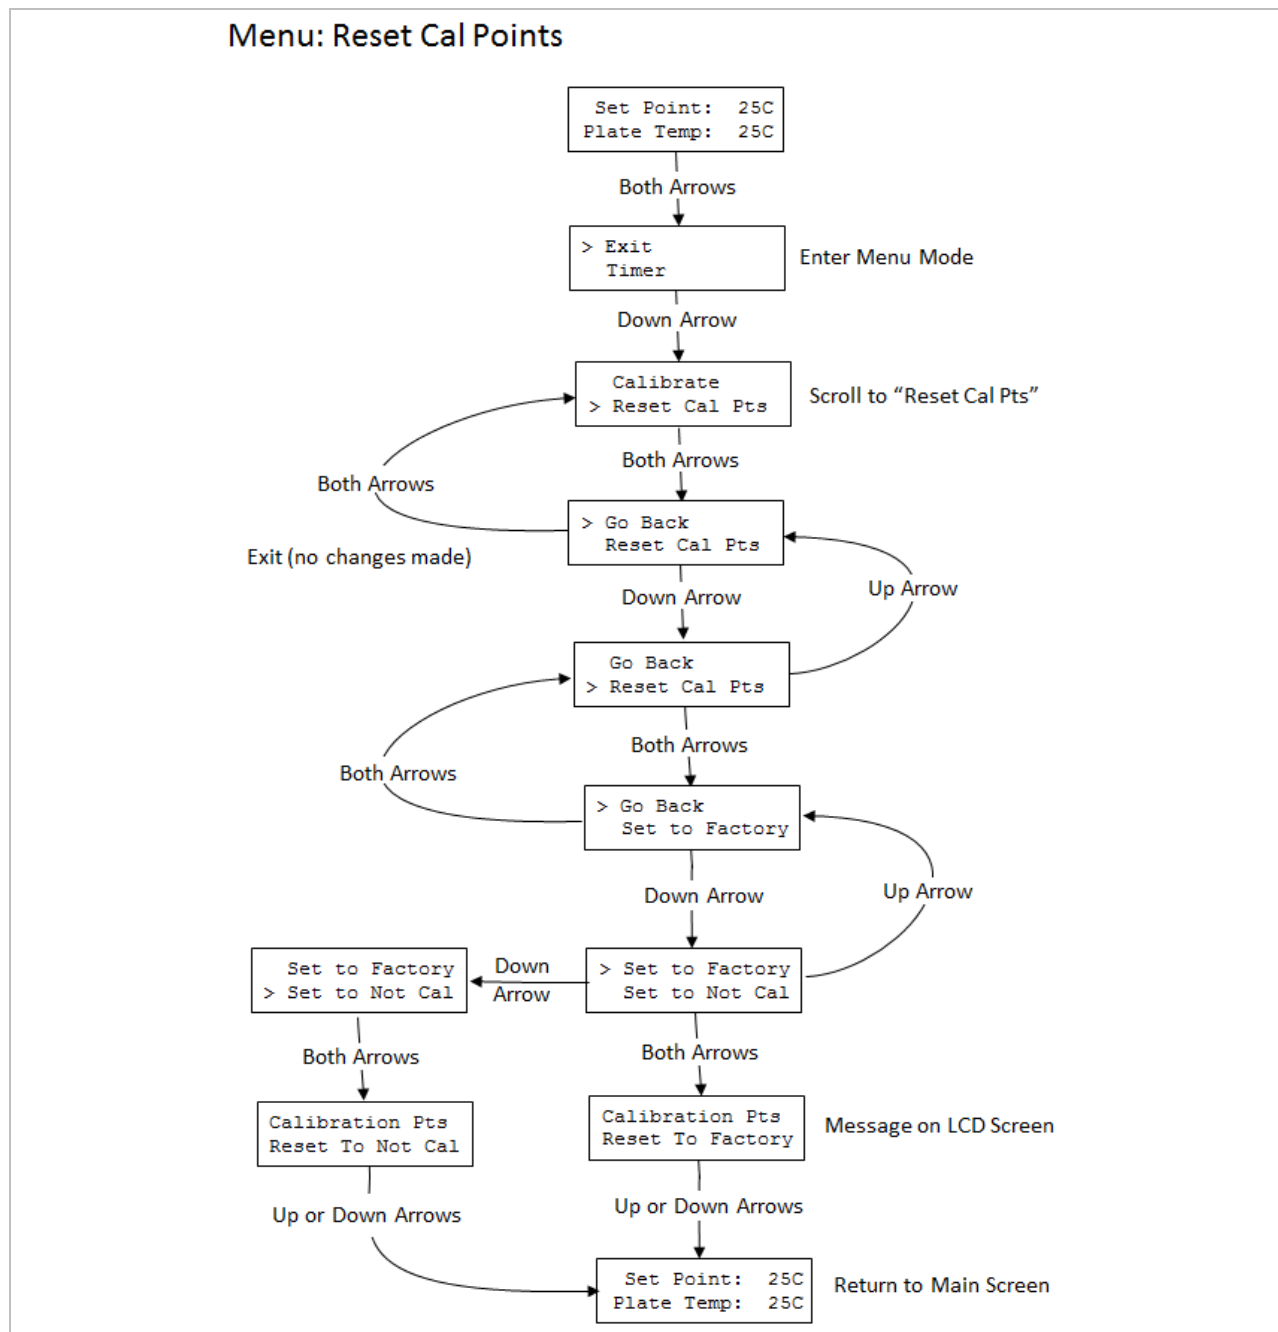 Menu: Reset Cal Points
Set Point: 25C
Plate Temp: 25C
Both Arrows
> Exit
Timer
Enter Menu Mode
Down Arrow
Calibrate
> Reset Cal Pts
Scroll to “Reset Cal Pts”
Both Arrows
Both Arrows
> Go Back
Reset Cal Pts
Exit (no changes made)
Down Arrow
Up Arrow
Go Back
> Reset Cal Pts
Both Arrows
Both Arrows
> Go Back
Set to Factory
Down Arrow
Up Arrow
Set to Factory
> Set to Not Cal
Down
Arrow
> Set to Factory
Set to Not Cal
Both Arrows
Both Arrows
Calibration Pts
Reset To Not Cal
Calibration Pts
Reset To Factory
Message on LCD Screen
Up or Down Arrows
Up or Down Arrows
Set Point: 25C
Plate Temp: 25C
Return to Main Screen